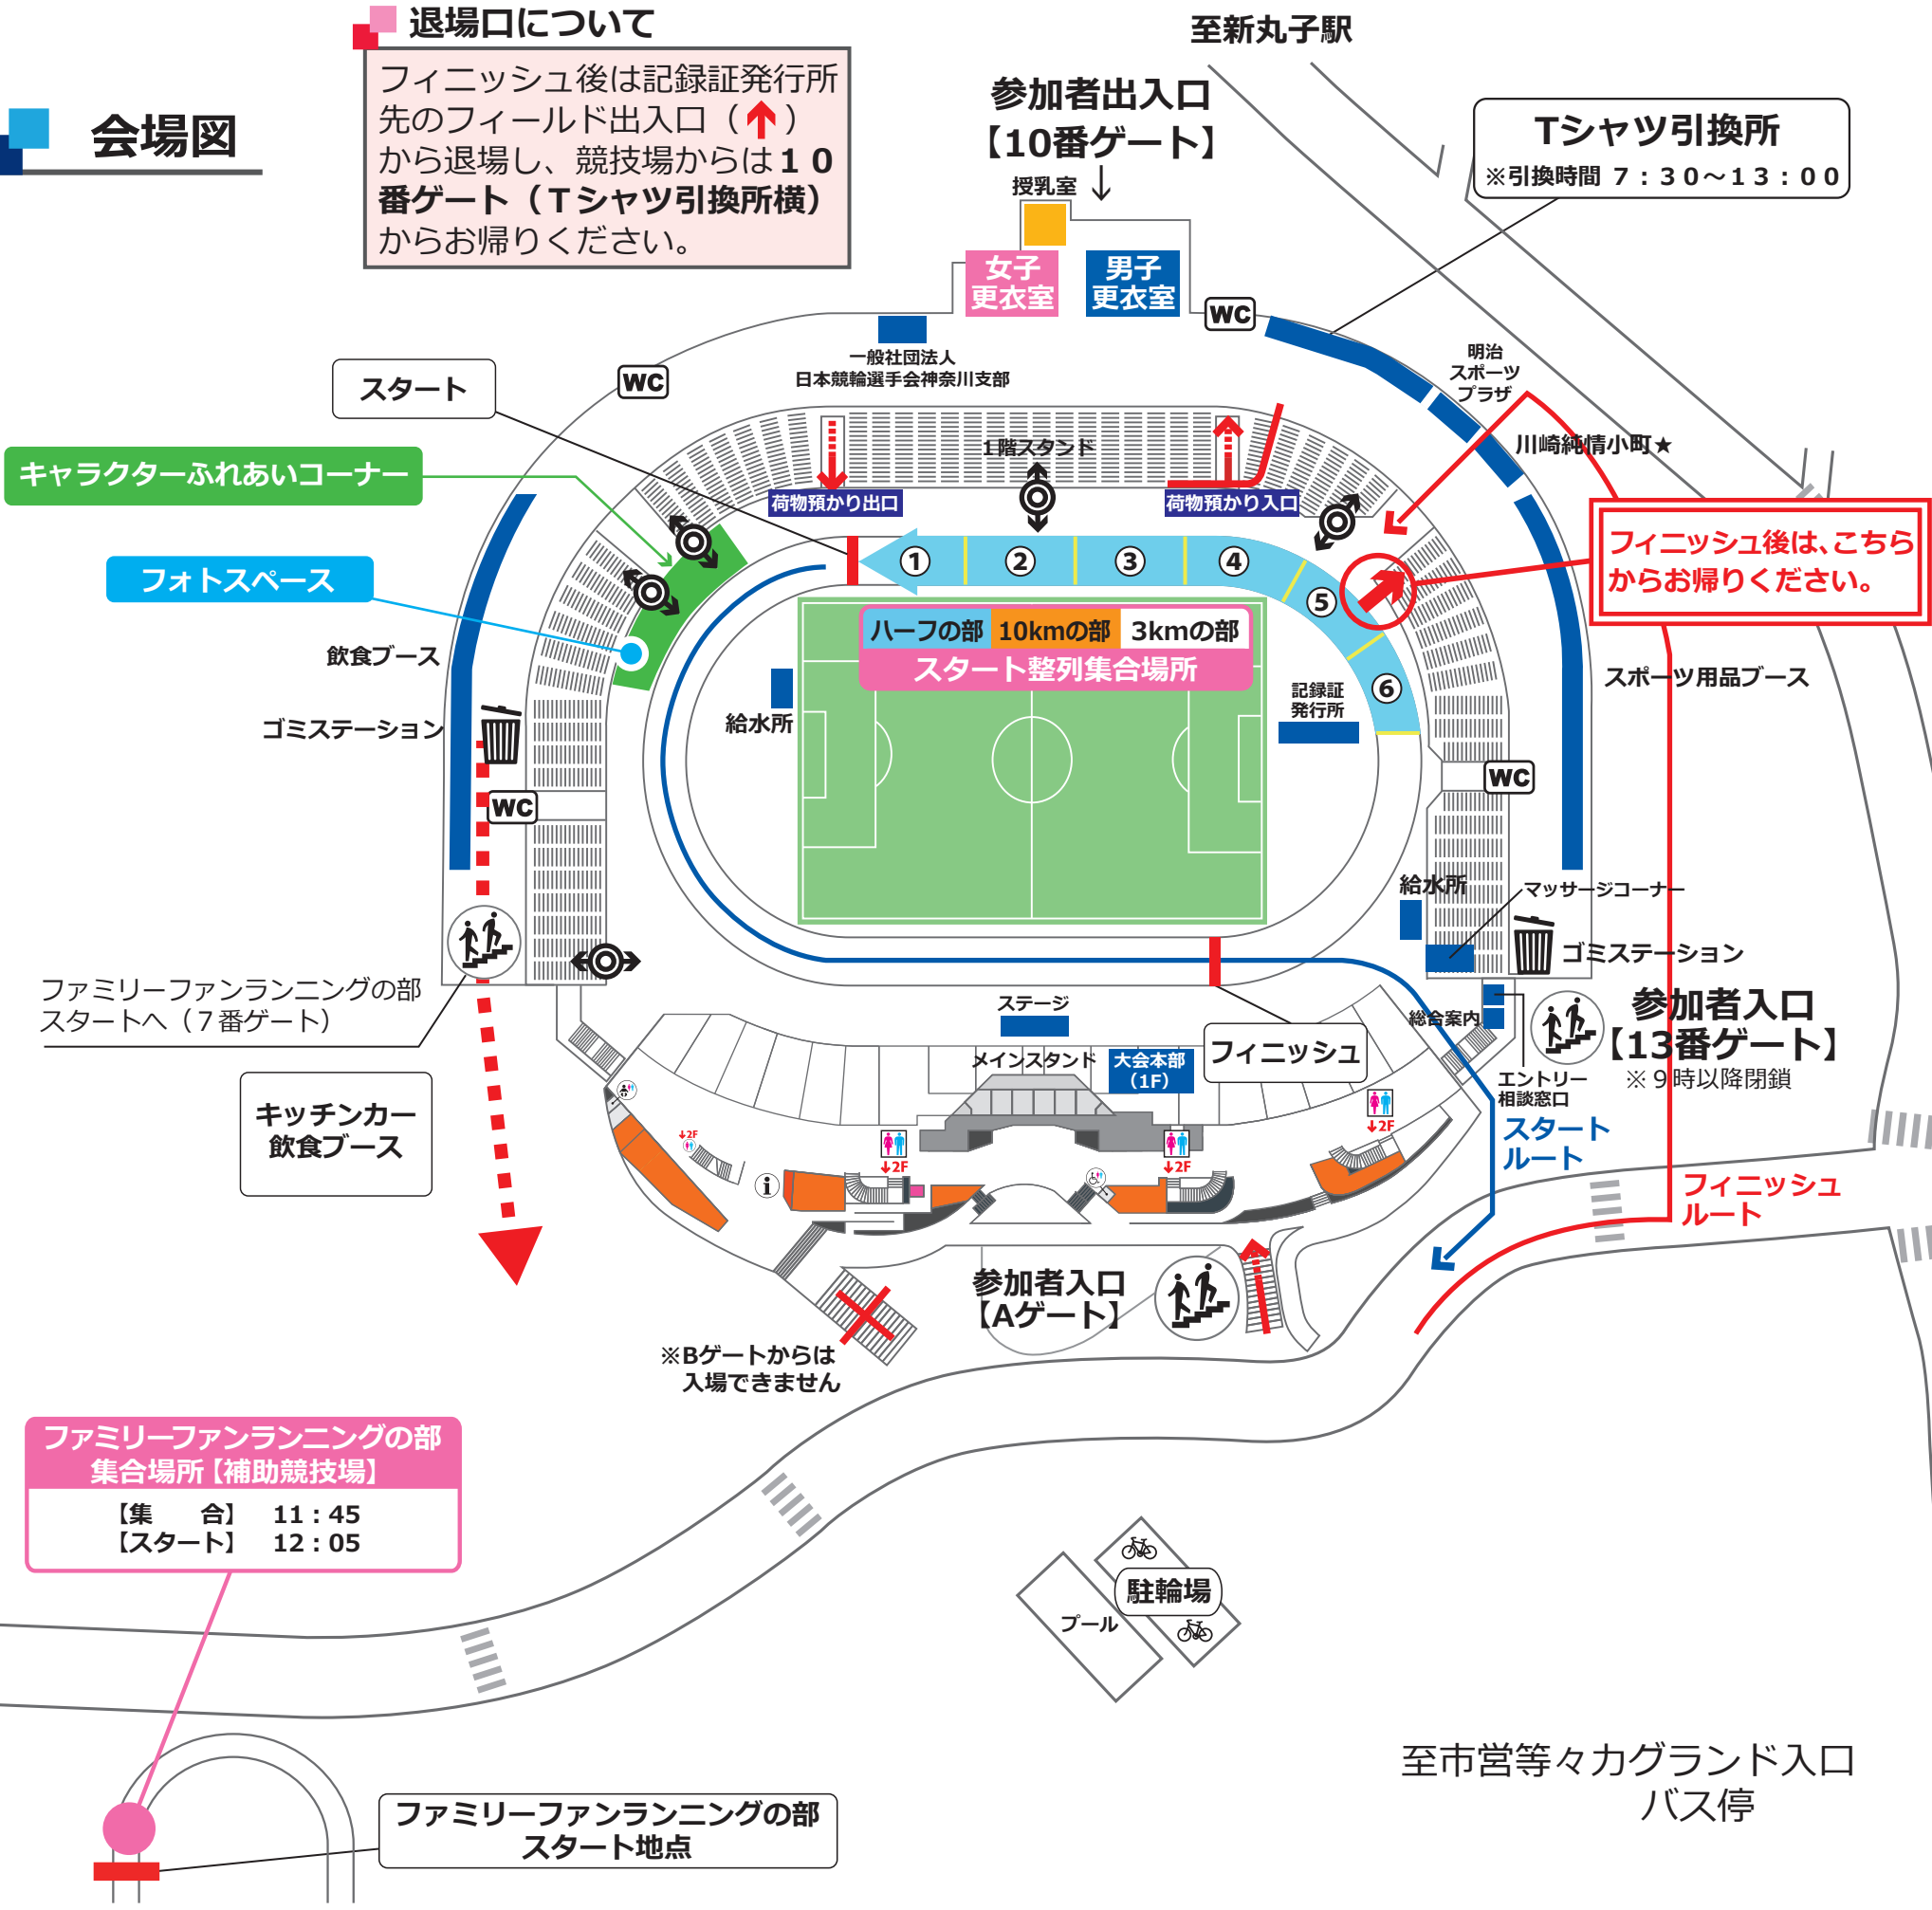 退場口について
フィニッシュ後は記録証発行所
先のフィールド出入口（↑）
から退場し、競技場からは１０
番ゲート（Ｔシャツ引換所横）
からお帰りください。
会場図
至新丸子駅
参加者出入口
【10番ゲート】
授乳室
Tシャツ引換所
※引換時間 ７：３０～１３：００
女子
更衣室
男子
更衣室
WC
WC
一般社団法人
日本競輪選手会神奈川支部
明治
スポーツ
プラザ
川崎純情小町★
スタート
キャラクターふれあいコーナー
1階スタンド
荷物預かり出口
荷物預かり入口
フィニッシュ後は、こちら
からお帰りください。
フォトスペース
①
②
③
④
⑤
⑥
ハーフの部
10kmの部
3kmの部
スタート整列集合場所
飲食ブース
ゴミステーション
給水所
記録証
発行所
スポーツ用品ブース
WC
WC
給水所
マッサージコーナー
ゴミステーション
ファミリーファンランニングの部
スタートへ（７番ゲート）
ステージ
メインスタンド
大会本部
（1F）
フィニッシュ
総合案内
参加者入口
【13番ゲート】
※９時以降閉鎖
エントリー
相談窓口
キッチンカー
飲食ブース
↓2F
↓2F
↓2F
↓2F
i
スタート
ルート
フィニッシュ
ルート
参加者入口
【Aゲート】
※Bゲートからは
入場できません
ファミリーファンランニングの部
集合場所【補助競技場】
【集　合】　11：45
【スタート】　12：05
駐輪場
プール
至市営等々力グランド入口
バス停
ファミリーファンランニングの部
スタート地点